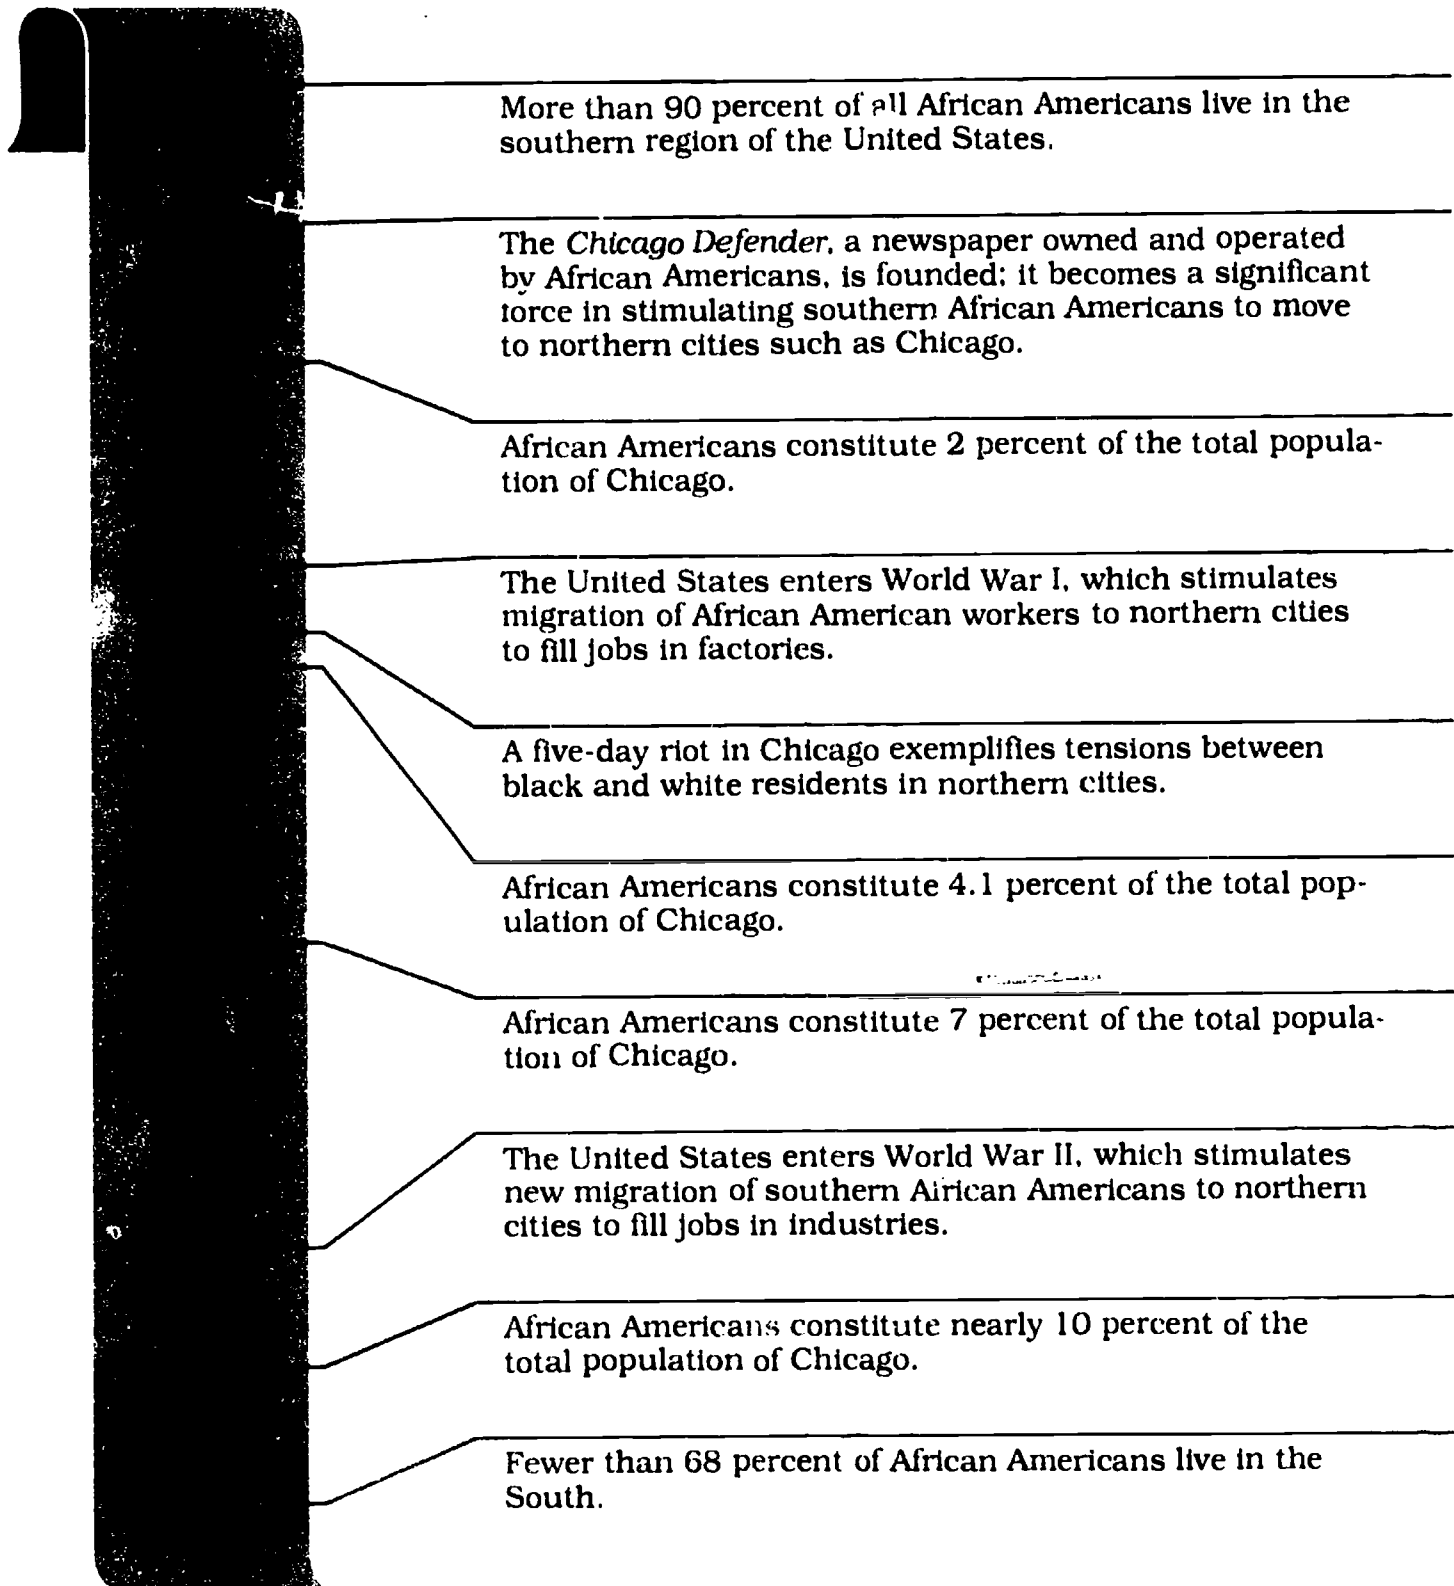 More than 90 percent of all African Americans live in the
southern region of the United States.
The Chicago Defender, a newspaper owned and operated
by African Americans, is founded; it becomes a significant
force in stimulating southern African Americans to move
to northern cities such as Chicago.
African Americans constitute 2 percent of the total popula-
tion of Chicago.
The United States enters World War I, which stimulates
migration of African American workers to northern cities
to fill jobs in factories.
A five-day riot in Chicago exemplifies tensions between
black and white residents in northern cities.
African Americans constitute 4.1 percent of the total pop-
ulation of Chicago.
African Americans constitute 7 percent of the total popula-
tion of Chicago.
The United States enters World War II, which stimulates
new migration of southern African Americans to northern
cities to fill jobs in industries.
African Americans constitute nearly 10 percent of the
total population of Chicago.
Fewer than 68 percent of African Americans live in the
South.